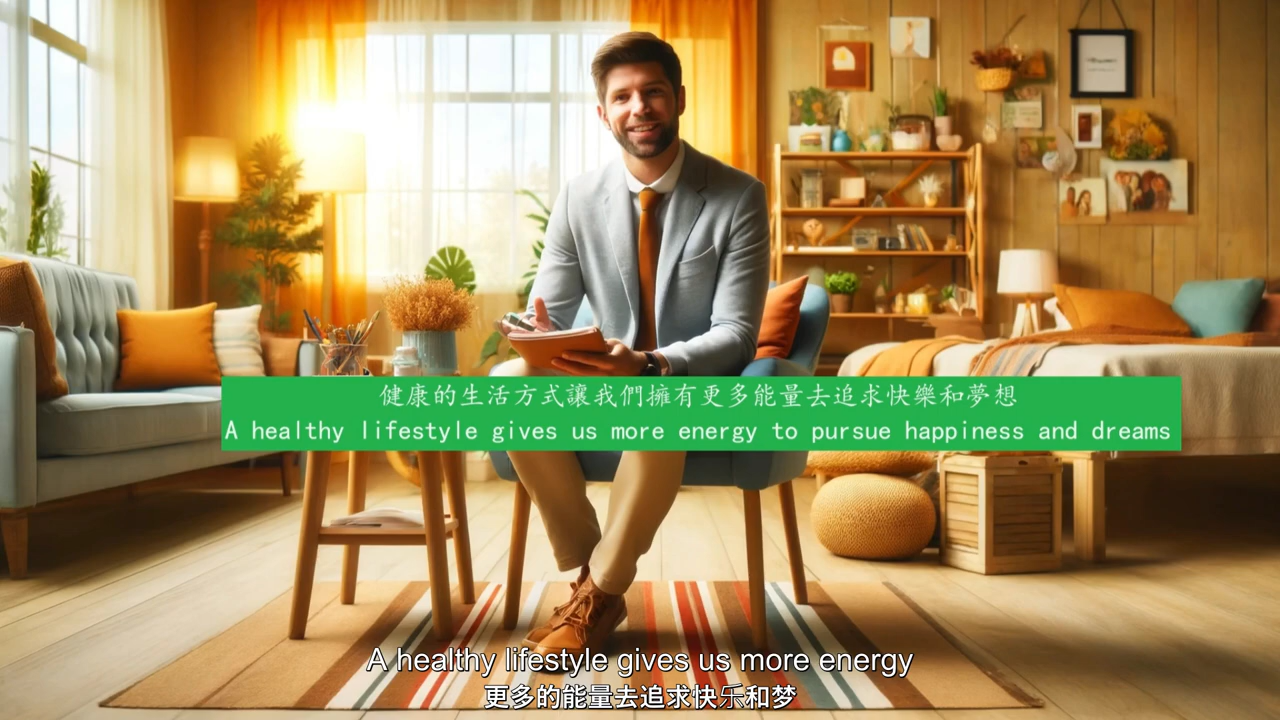 健康的生活方式讓我們擁有更多能量去追求快樂和夢想
A healthy lifestyle gives us more energy to pursue happiness and dreams
A healthy lifestyle gives us more energy
更多的能量去追求快乐和梦